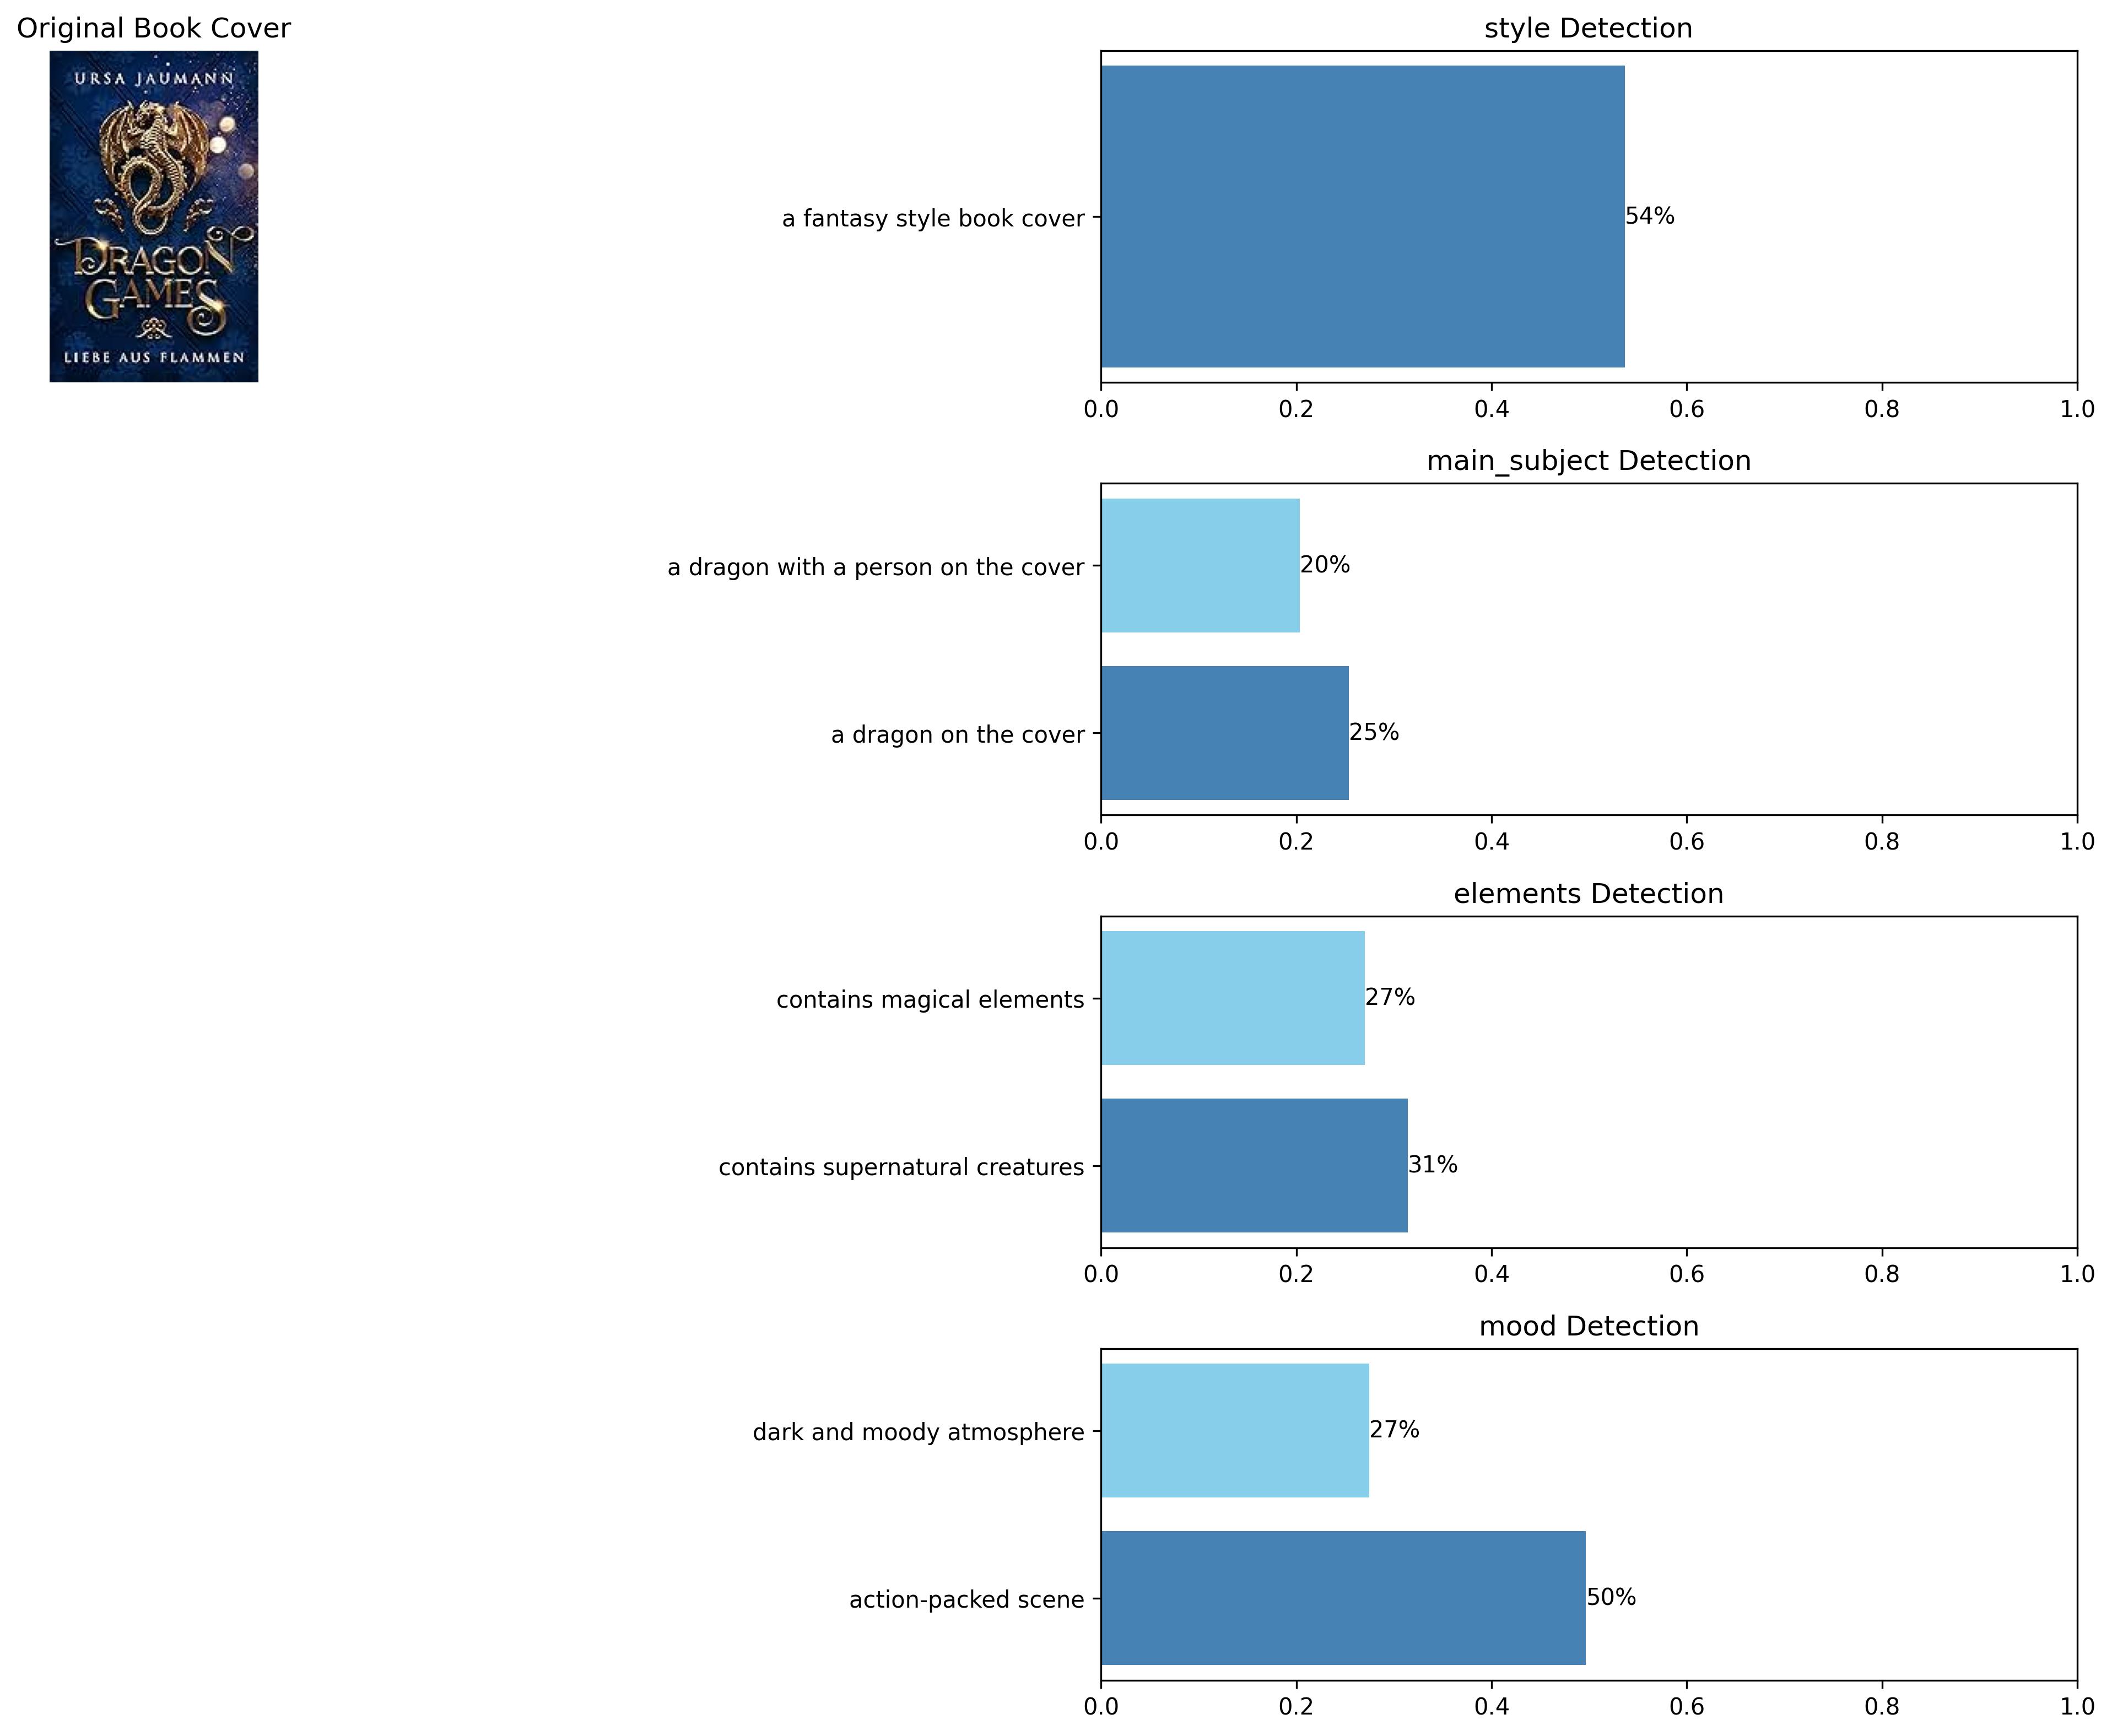 Original Book Cover
URSA JAUMANN
DRAGON
GAMES
LIEBE AUS FLAMMEN
style Detection
a fantasy style book cover
54%
0.0 0.2 0.4 0.6 0.8 1.0
main_subject Detection
a dragon with a person on the cover
20%
a dragon on the cover
25%
0.0 0.2 0.4 0.6 0.8 1.0
elements Detection
contains magical elements
27%
contains supernatural creatures
31%
0.0 0.2 0.4 0.6 0.8 1.0
mood Detection
dark and moody atmosphere
27%
action-packed scene
50%
0.0 0.2 0.4 0.6 0.8 1.0